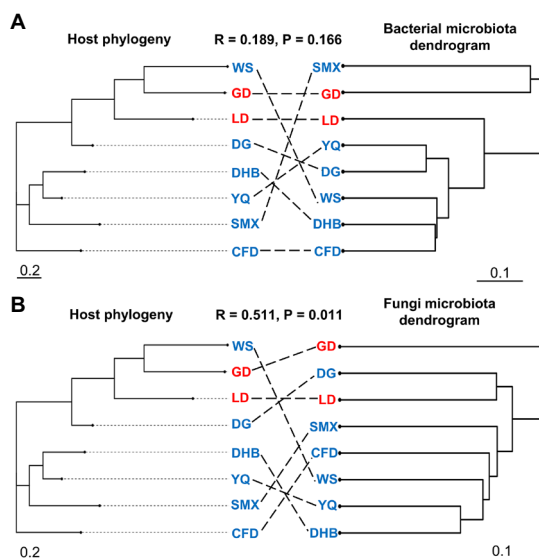 A
Host phylogeny
R = 0.189, P = 0.166
Bacterial microbiota
dendrogram
WS
SMX
GD
GD
LD
LD
DG
YQ
DHB
DG
YQ
WS
SMX
DHB
CFD
CFD
0.2
0.1
B
Host phylogeny
R = 0.511, P = 0.011
Fungi microbiota
dendrogram
WS
GD
GD
DG
LD
LD
DG
SMX
DHB
CFD
YQ
WS
SMX
YQ
CFD
DHB
0.2
0.1